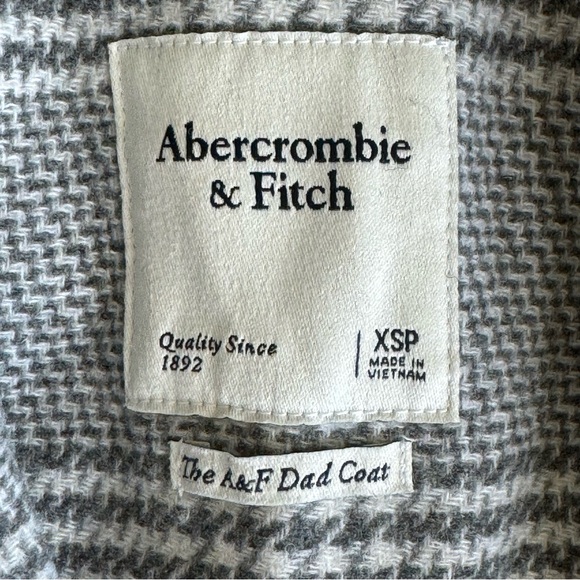 Abercrombie
& Fitch
Quality Since
1892
XSP
MADE IN
VIETNAM
The A&F Dad Coat